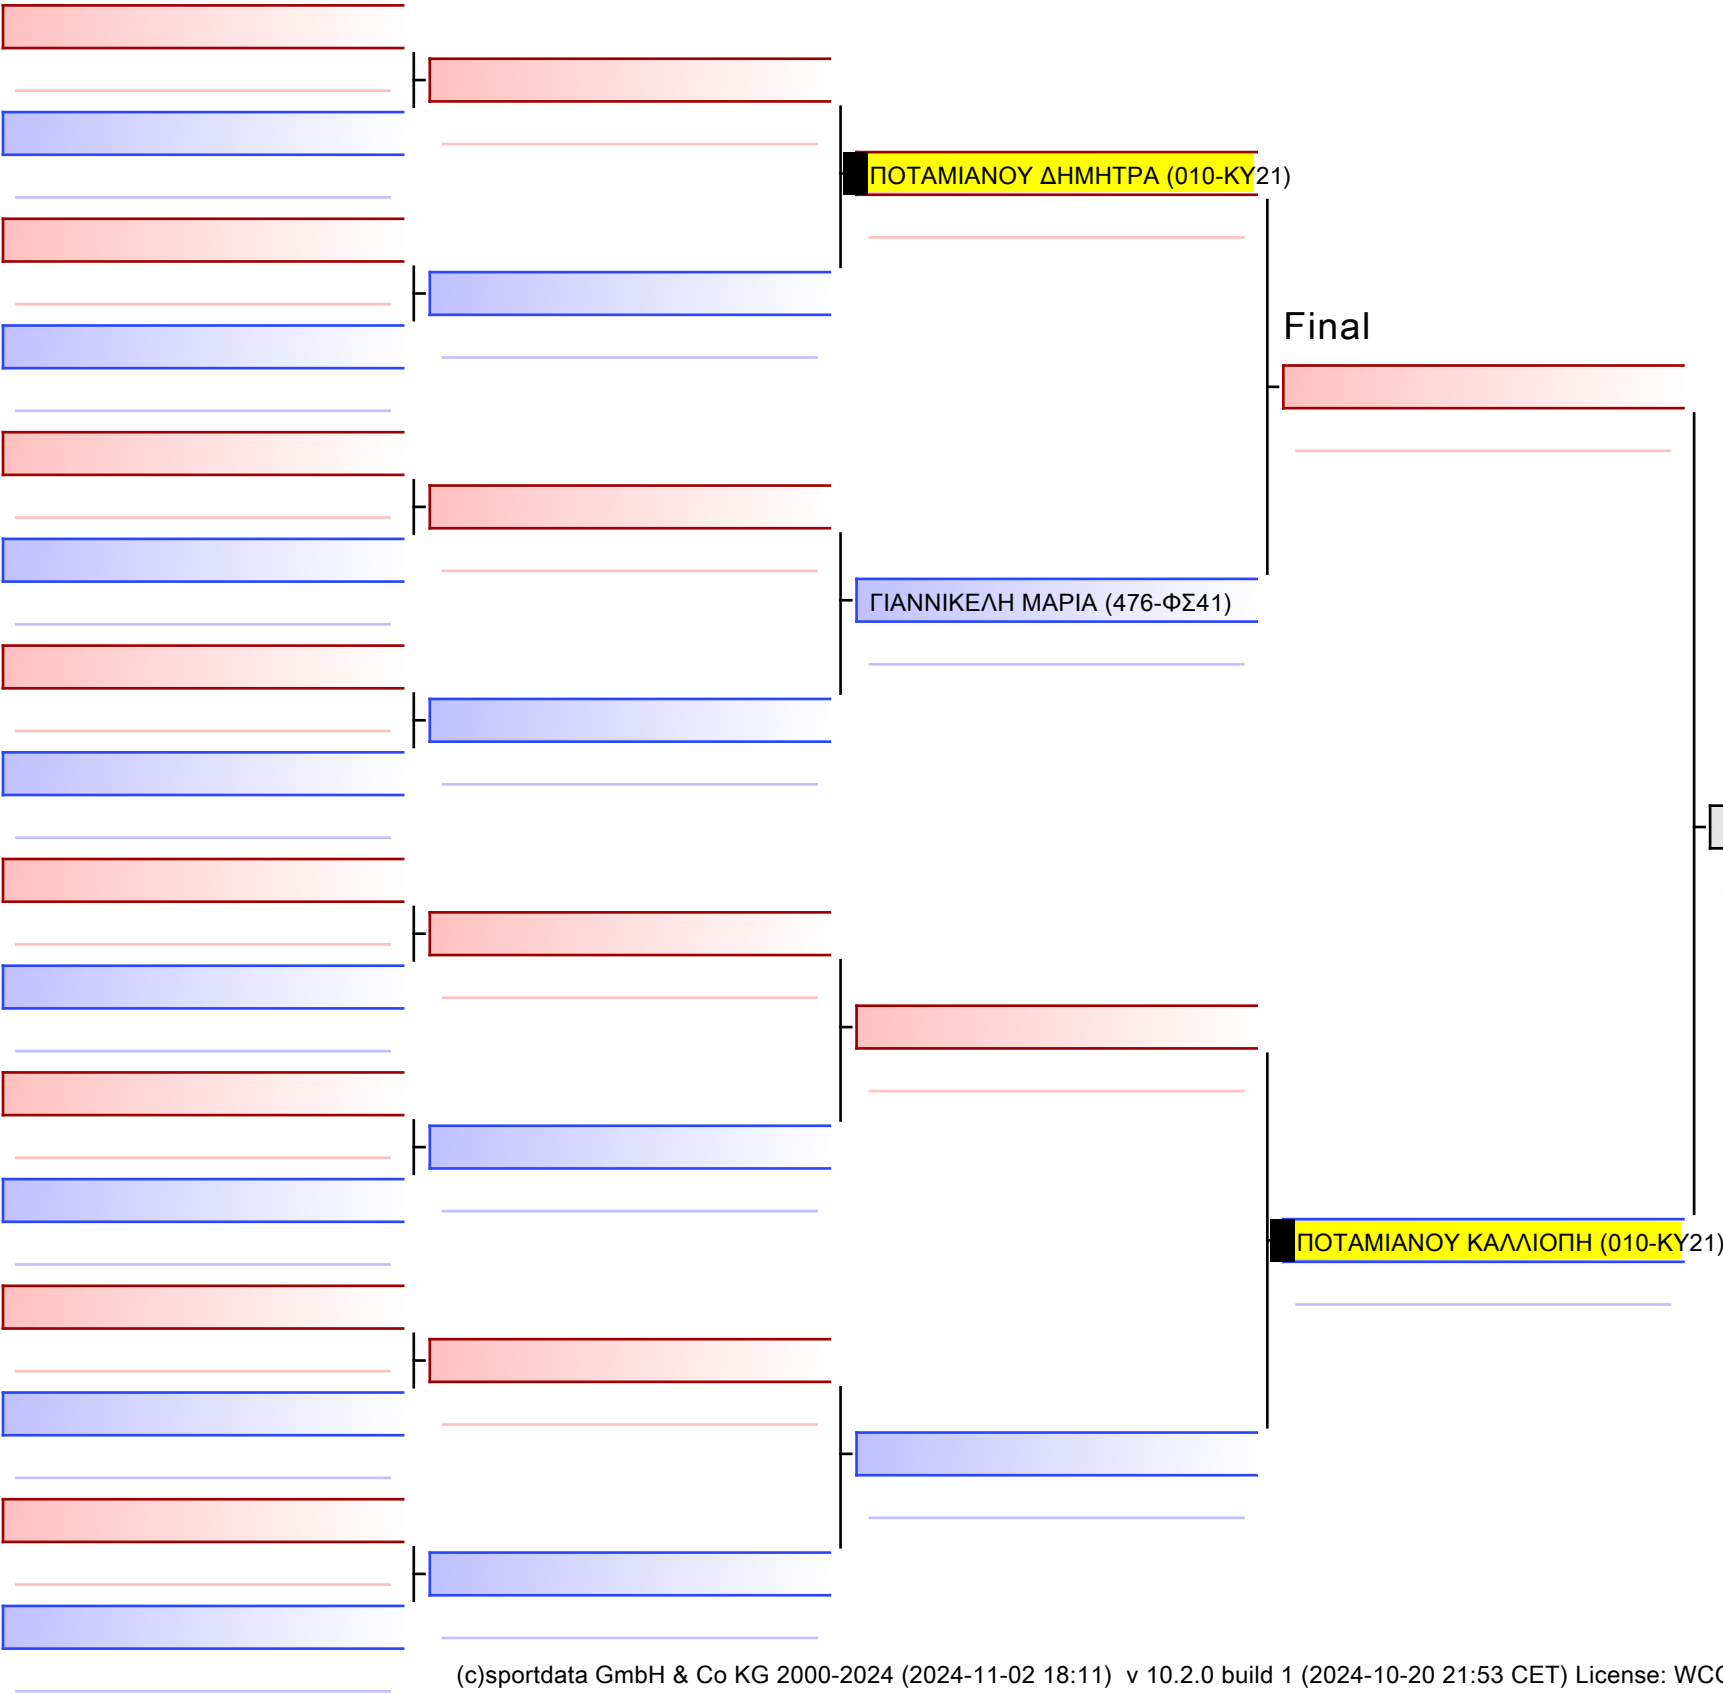 ΠΟΤΑΜΙΑΝΟΥ ΔΗΜΗΤΡΑ (010-ΚΥ21)
Final
ΓΙΑΝΝΙΚΕΛΗ ΜΑΡΙΑ (476-ΦΣ41)
ΠΟΤΑΜΙΑΝΟΥ ΚΑΛΛΙΟΠΗ (010-ΚΥ21)
(c)sportdata GmbH & Co KG 2000-2024 (2024-11-02 18:11) v 10.2.0 build 1 (2024-10-20 21:53 CET) License: WC